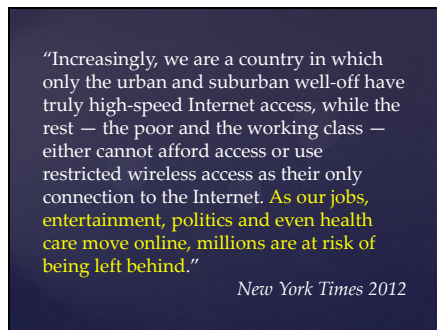 “Increasingly, we are a country in which
only the urban and suburban well-off have
truly high-speed Internet access, while the
rest — the poor and the working class —
either cannot afford access or use
restricted wireless access as their only
connection to the Internet. As our jobs,
entertainment, politics and even health
care move online, millions are at risk of
being left behind.”
New York Times 2012